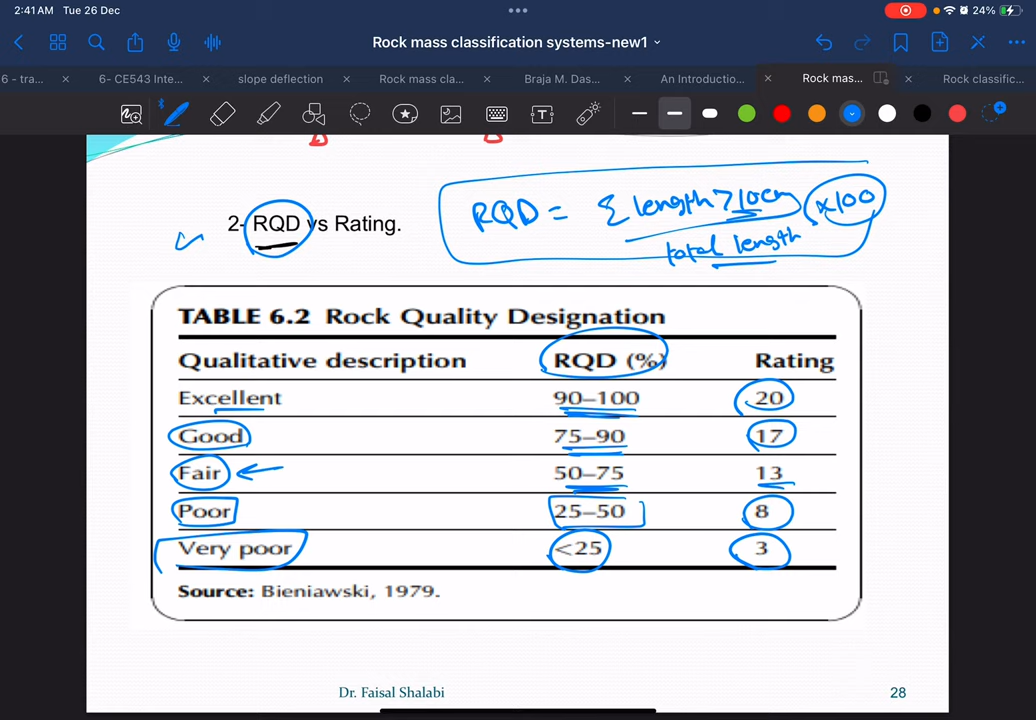 2:41 AM Tue 26 Dec
24%
Rock mass classification systems-new1
6 - tra...
6- CE543 Inte...
slope deflection
Rock mass cla...
Braja M. Das...
An Introductio...
Rock mas...
Rock classific...
RQD = Σ length > 10cm × 100
total length
2- RQD vs Rating.
TABLE 6.2 Rock Quality Designation
Qualitative description RQD (%) Rating
Excellent 90–100 20
Good 75–90 17
Fair 50–75 13
Poor 25–50 8
Very poor <25 3
Source: Bieniawski, 1979.
Dr. Faisal Shalabi 28